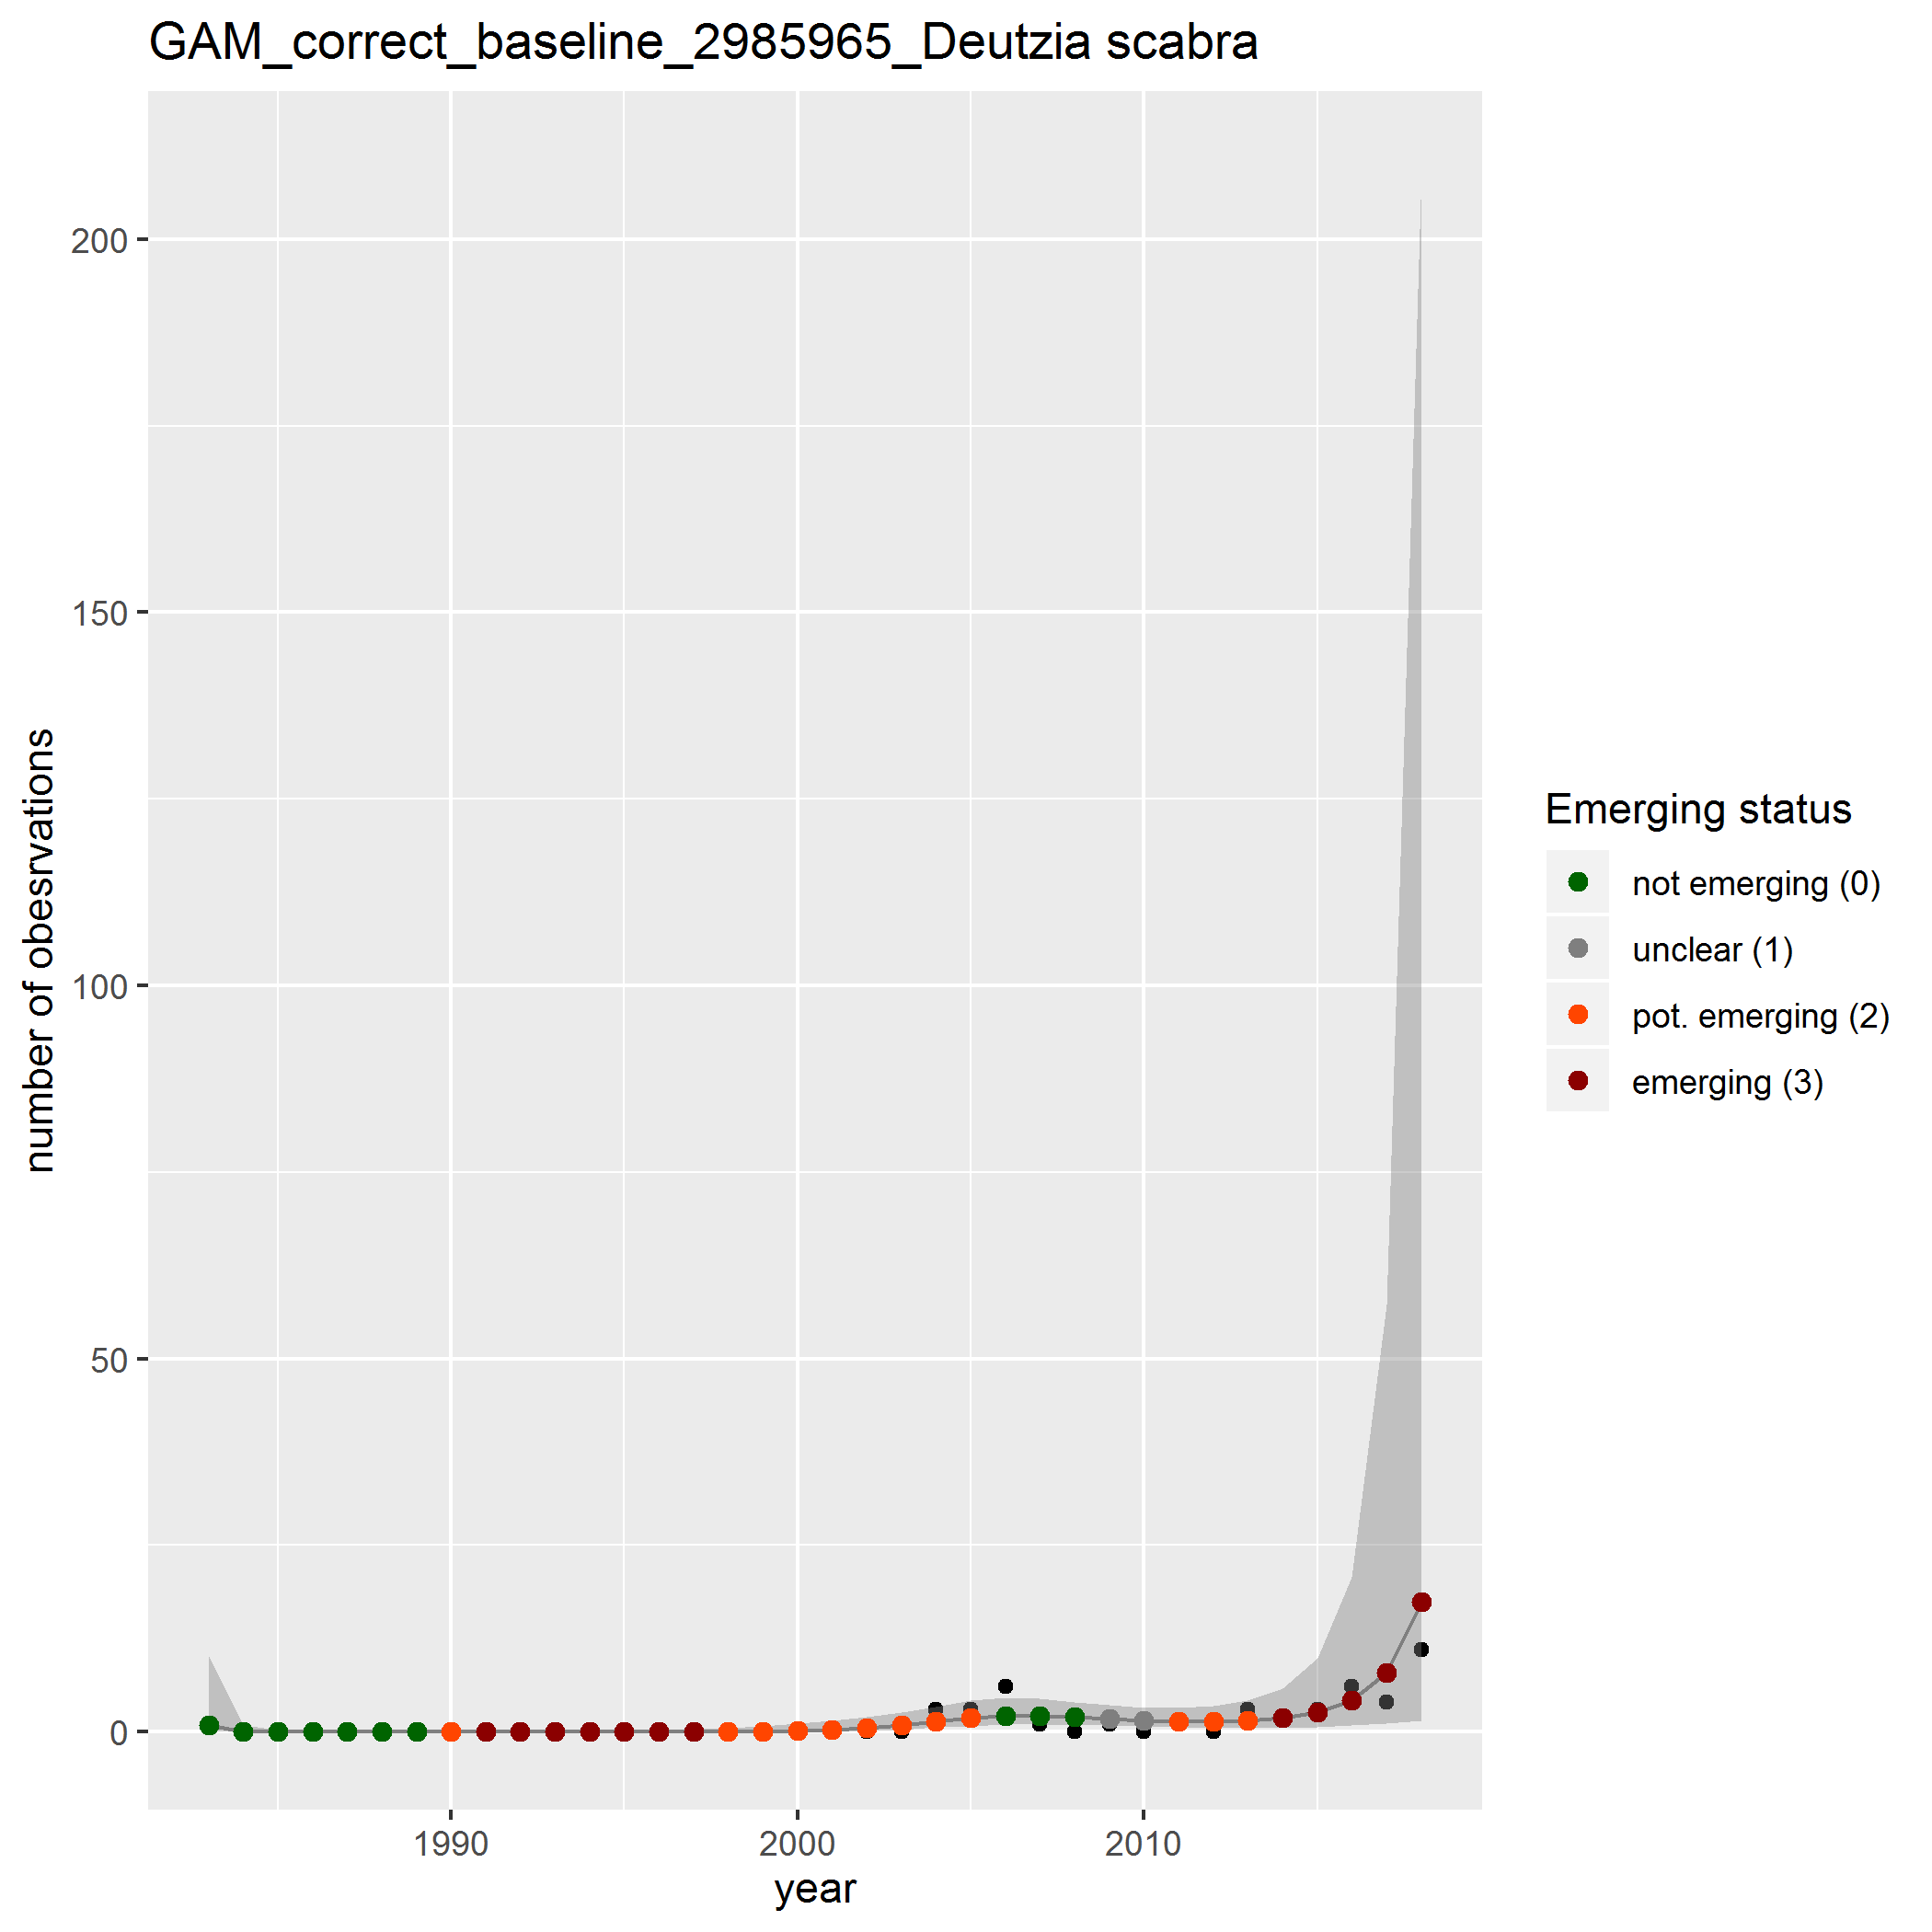 GAM_correct_baseline_2985965_Deutzia scabra
number of obesrvations
200
150
100
50
0
1990
2000
2010
year
Emerging status
not emerging (0)
unclear (1)
pot. emerging (2)
emerging (3)